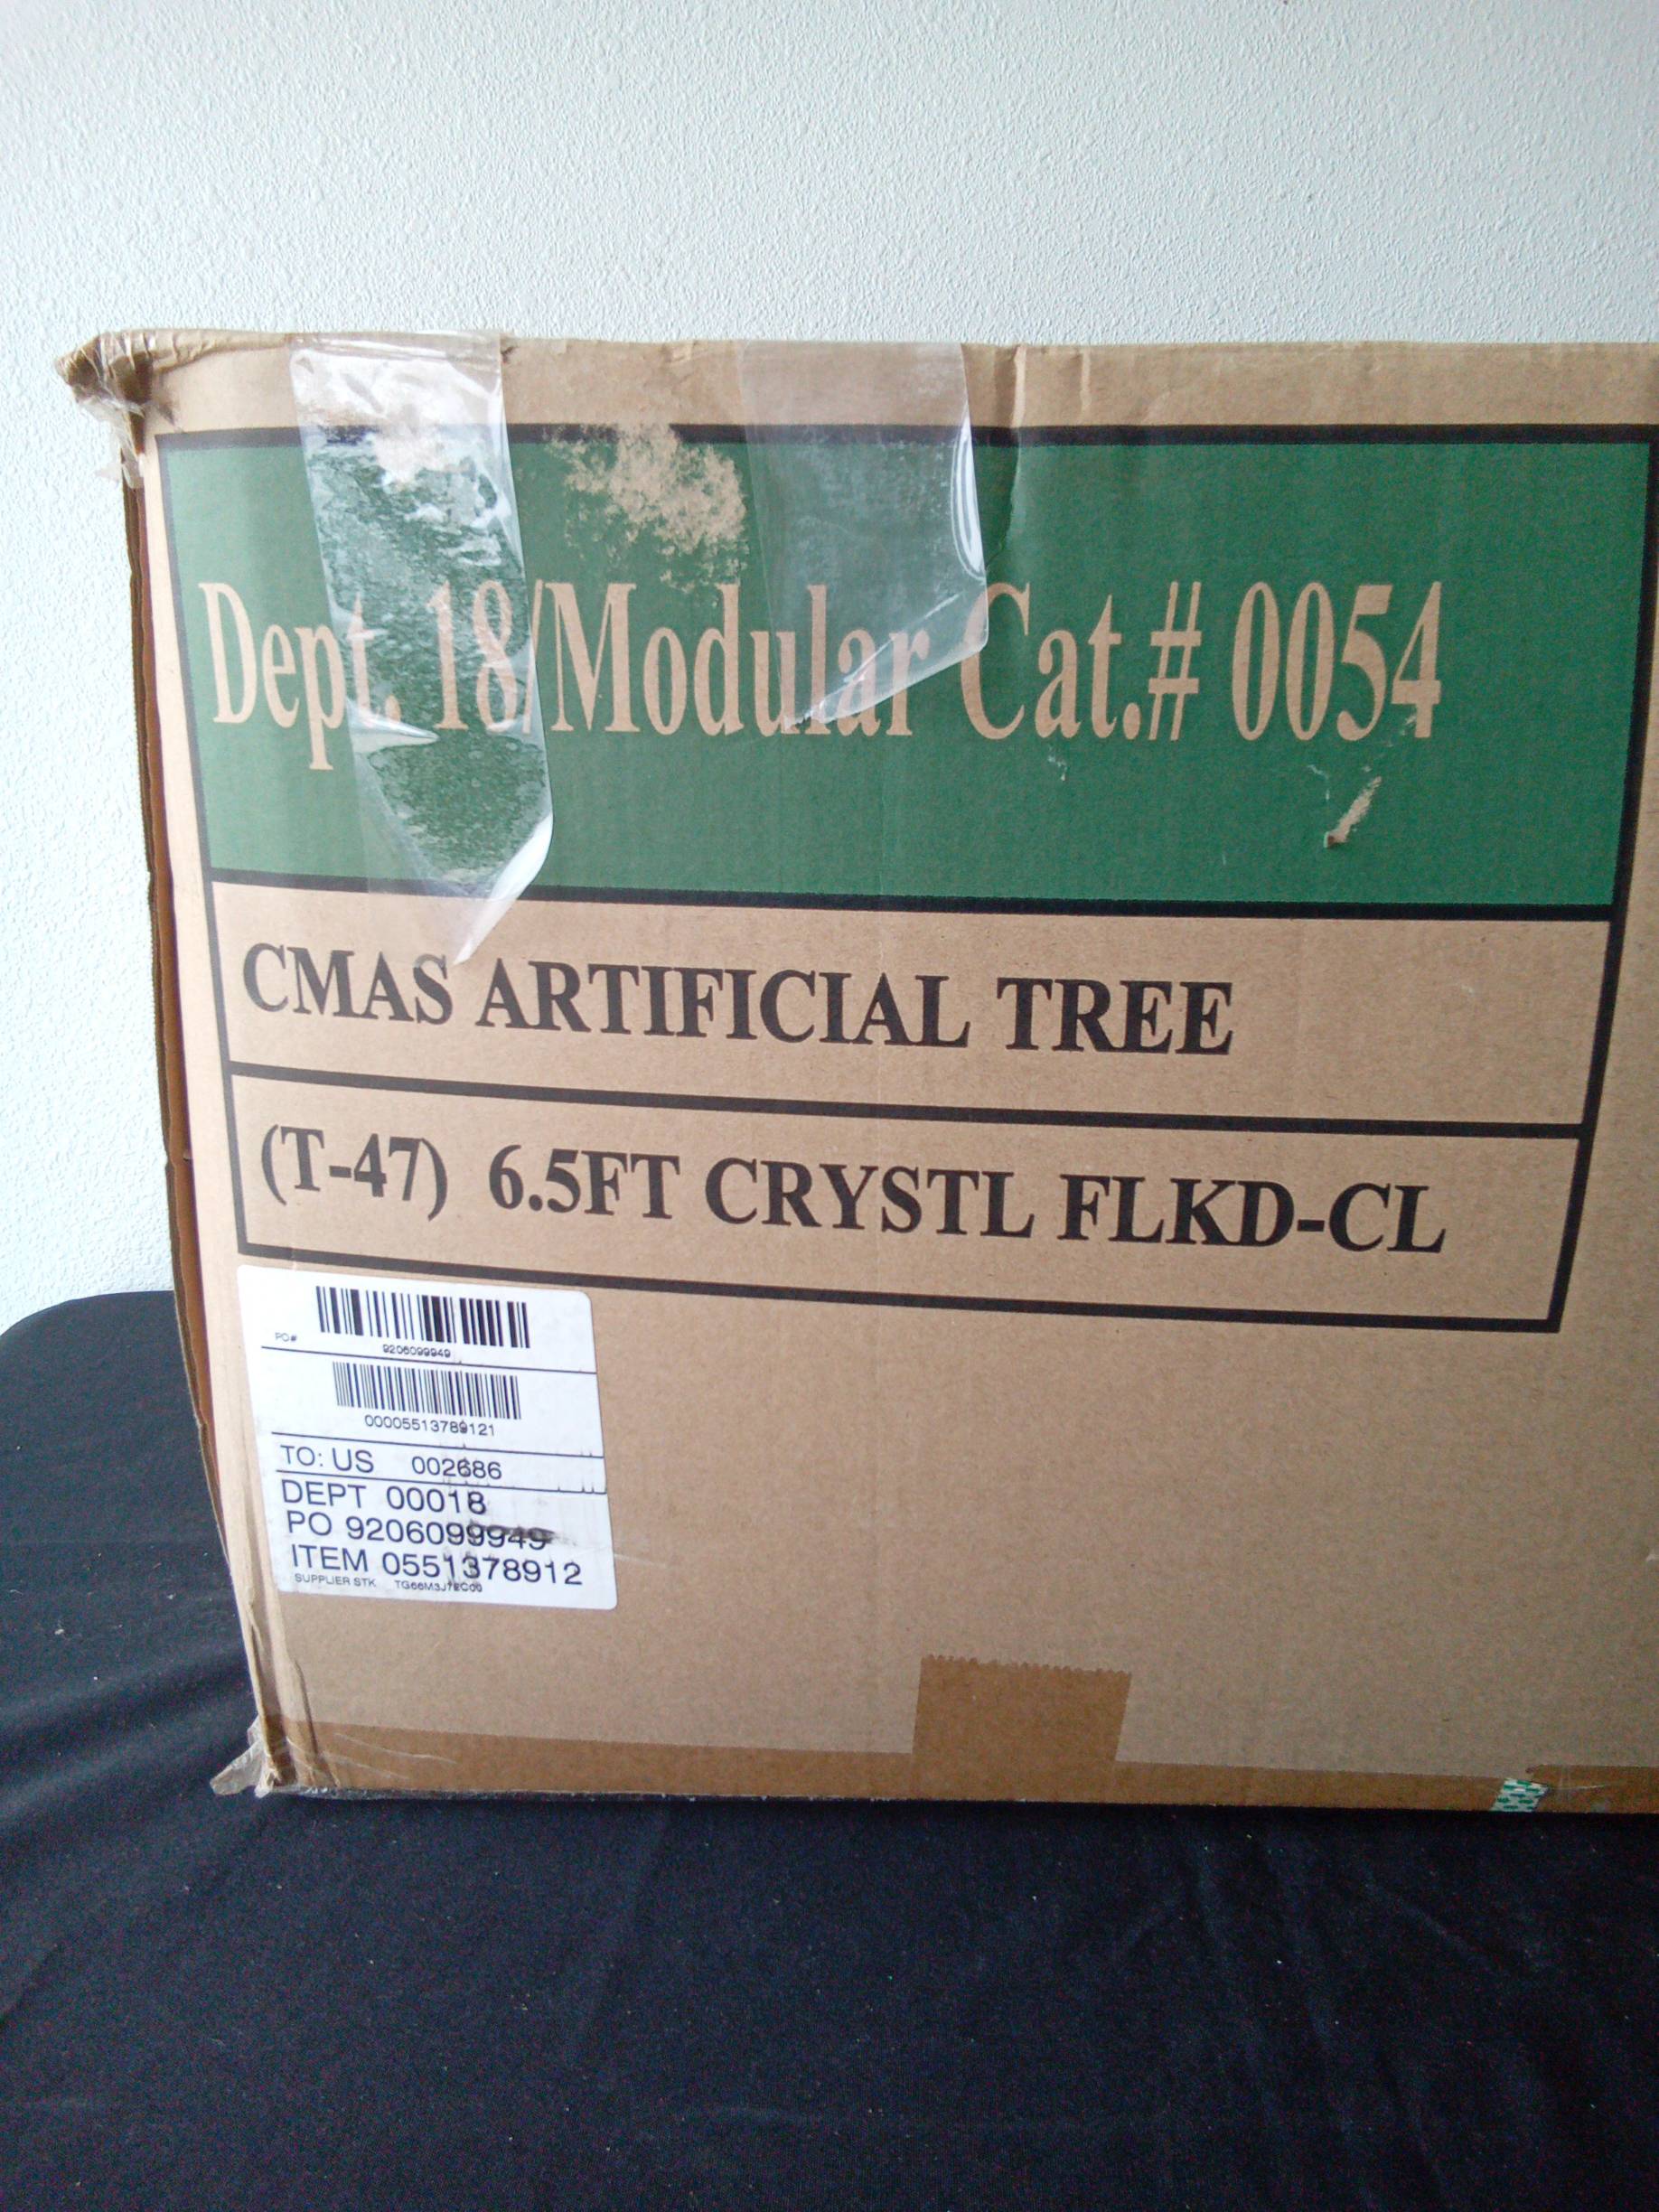 Dept. 18/Modular Cat.# 0054
CMAS ARTIFICIAL TREE
(T-47) 6.5FT CRYSTL FLKD-CL
PO#
9206099949
00005513789121
TO: US 002686
DEPT 00018
PO 9206099949
ITEM 0551378912
SUPPLIER STK